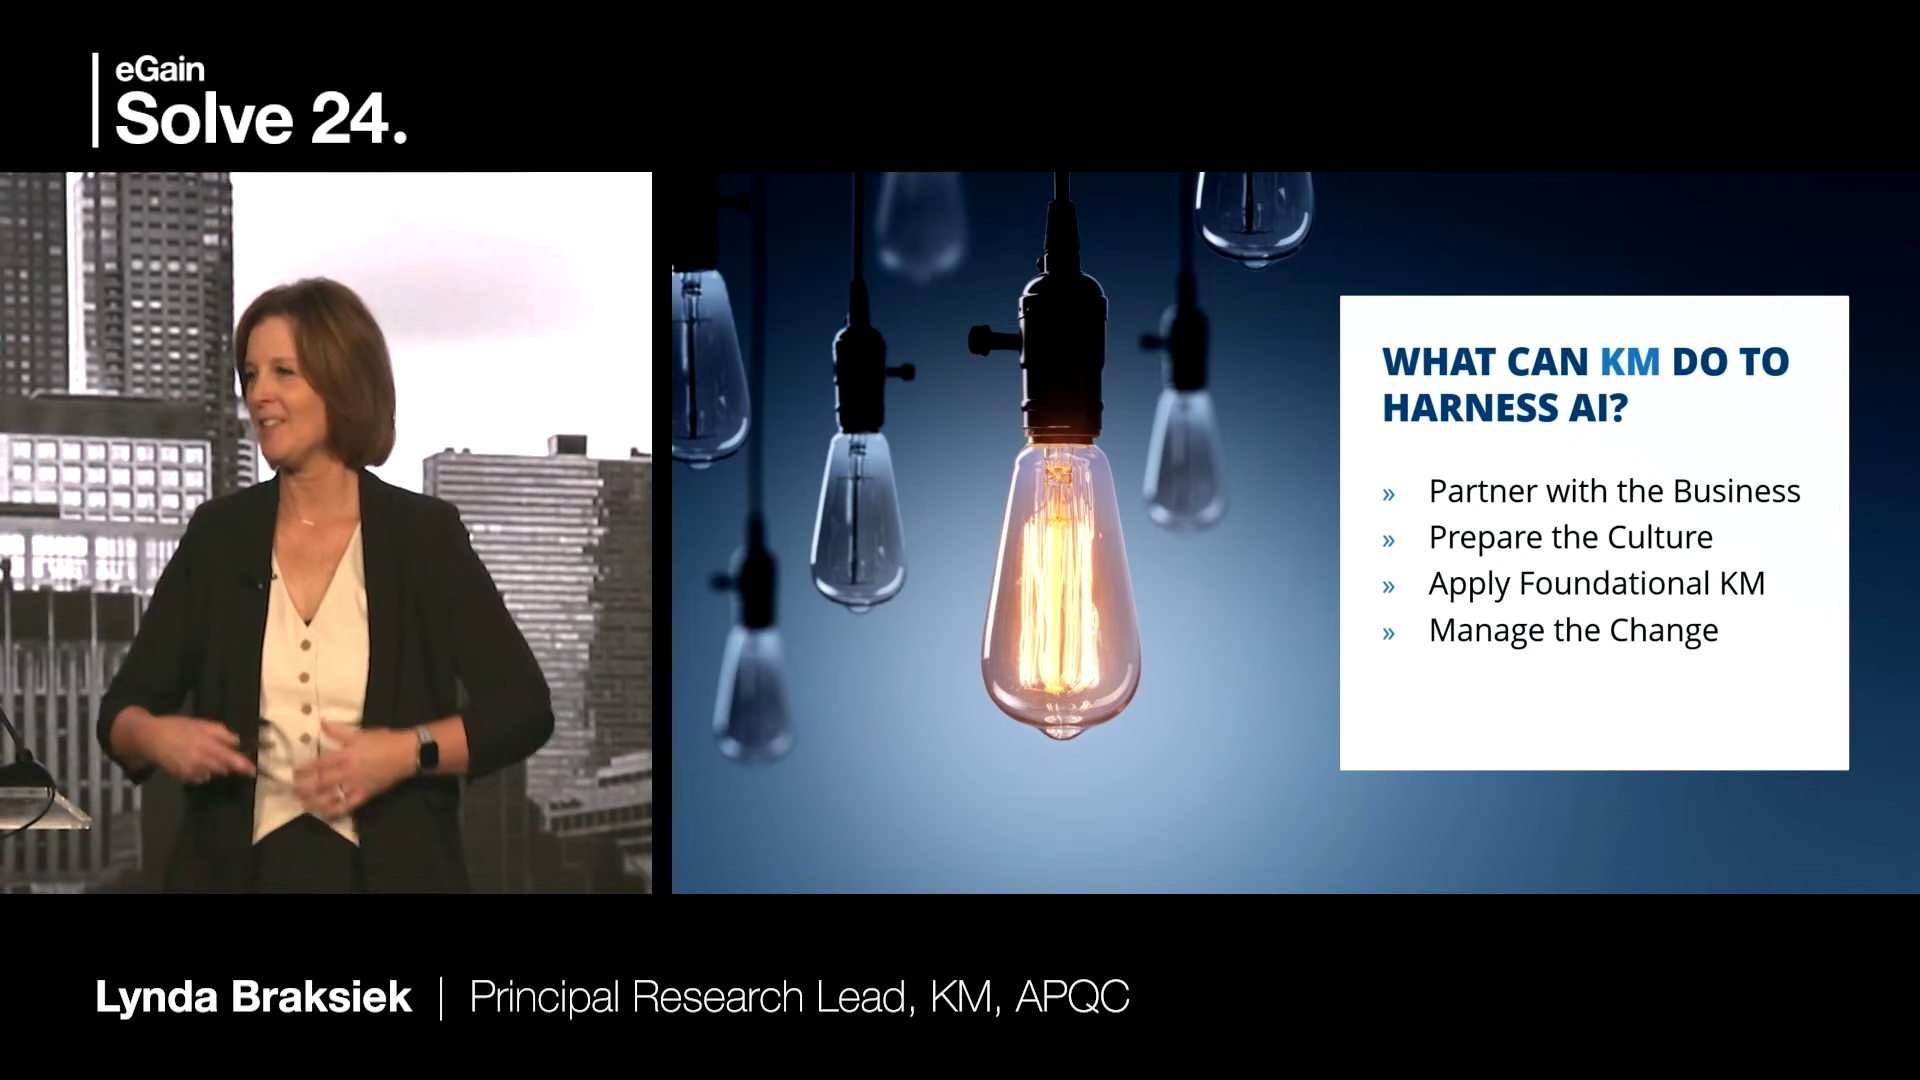 eGain
Solve 24.
WHAT CAN KM DO TO
HARNESS AI?
» Partner with the Business
» Prepare the Culture
» Apply Foundational KM
» Manage the Change
Lynda Braksiek | Principal Research Lead, KM, APQC